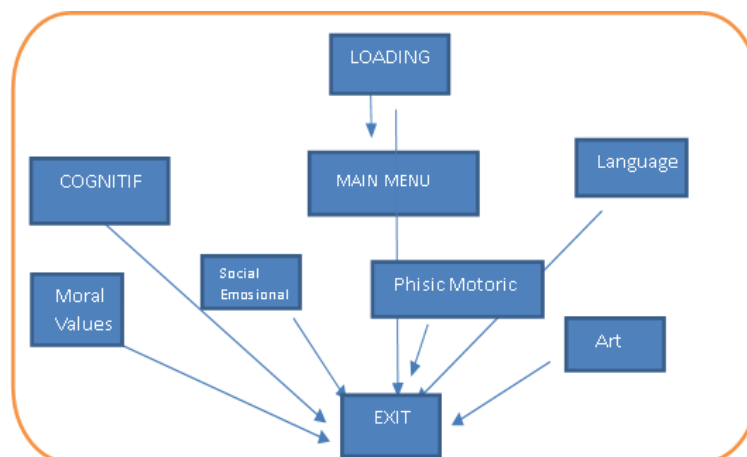 LOADING
Language
COGNITIF
MAIN MENU
Social
Emosional
Phisic Motoric
Moral
Values
Art
EXIT